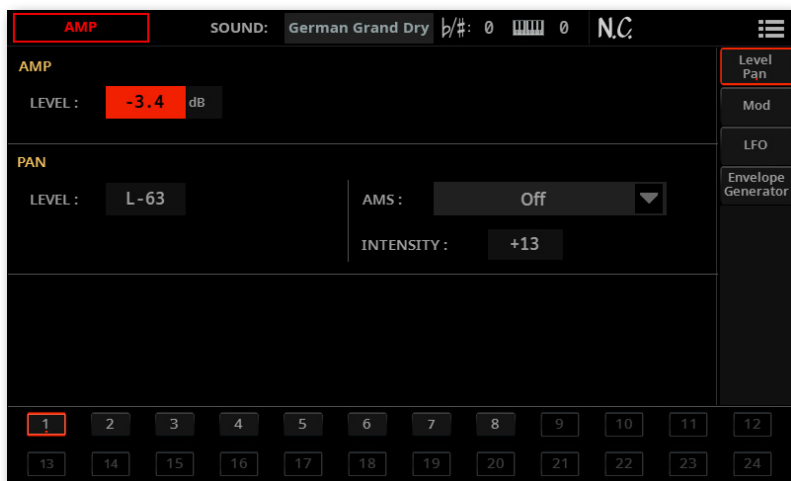 AMP SOUND: German Grand Dry b/#: 0 0 N.C.
AMP
LEVEL : -3.4 dB
PAN
LEVEL : L-63
AMS : Off
INTENSITY : +13
Level
Pan
Mod
LFO
Envelope
Generator
1 2 3 4 5 6 7 8 9 10 11 12
13 14 15 16 17 18 19 20 21 22 23 24